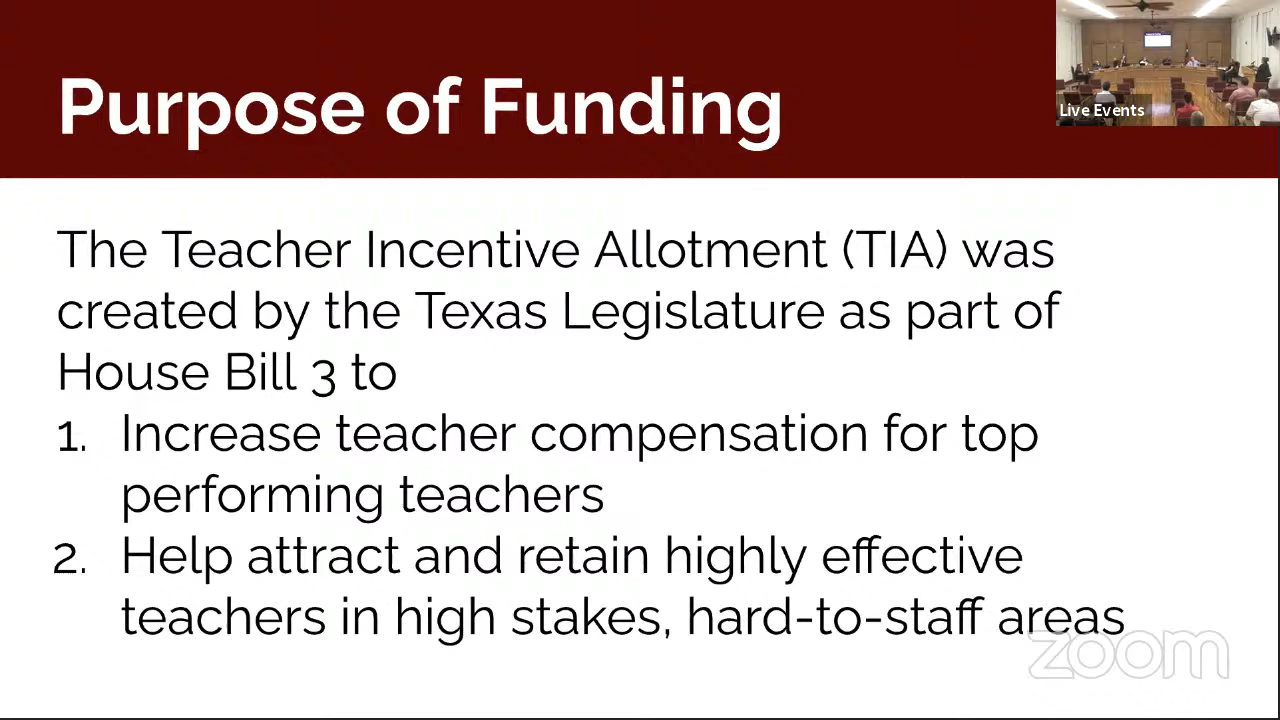 Purpose of Funding
Live Events
The Teacher Incentive Allotment (TIA) was
created by the Texas Legislature as part of
House Bill 3 to
1. Increase teacher compensation for top
performing teachers
2. Help attract and retain highly effective
teachers in high stakes, hard-to-staff areas
zoom